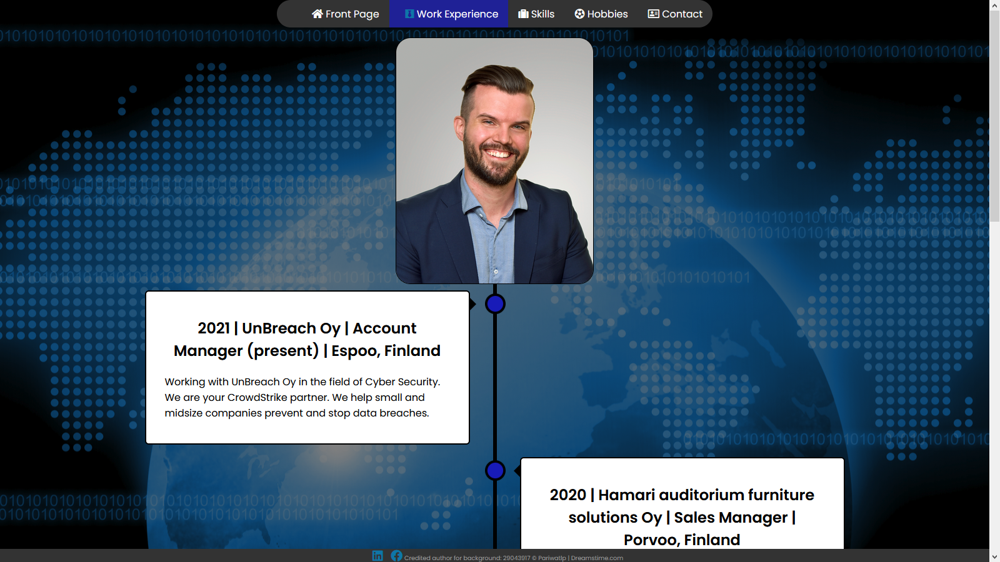 Front Page Work Experience Skills Hobbies Contact
2021 | UnBreach Oy | Account
Manager (present) | Espoo, Finland
Working with UnBreach Oy in the field of Cyber Security.
We are your CrowdStrike partner. We help small and
midsize companies prevent and stop data breaches.
2020 | Hamari auditorium furniture
solutions Oy | Sales Manager |
Porvoo, Finland
Credited author for background: 29043917 © Pariwatlp | Dreamstime.com